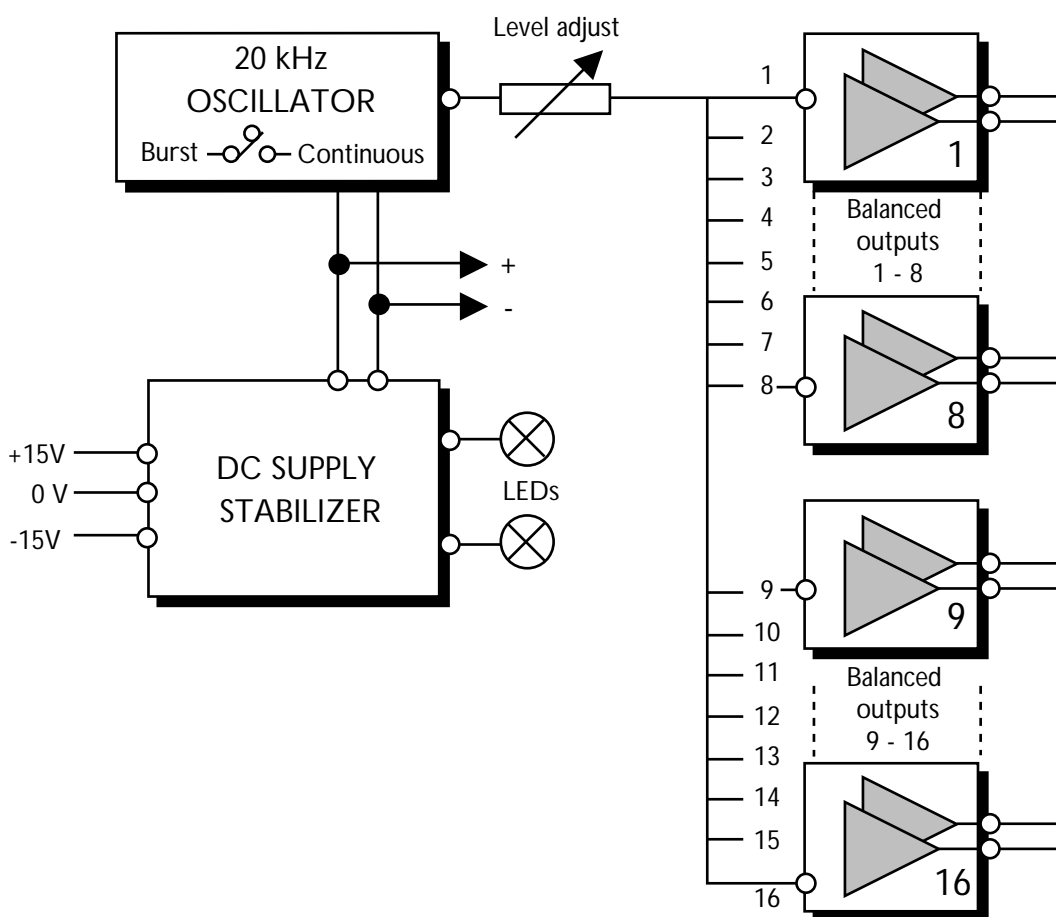 Level adjust
20 kHz
OSCILLATOR
Burst
Continuous
+
-
DC SUPPLY
STABILIZER
+15V
0 V
-15V
LEDs
1
2
3
4
5
6
7
8
9
10
11
12
13
14
15
16
1
Balanced
outputs
1 - 8
8
9
Balanced
outputs
9 - 16
16